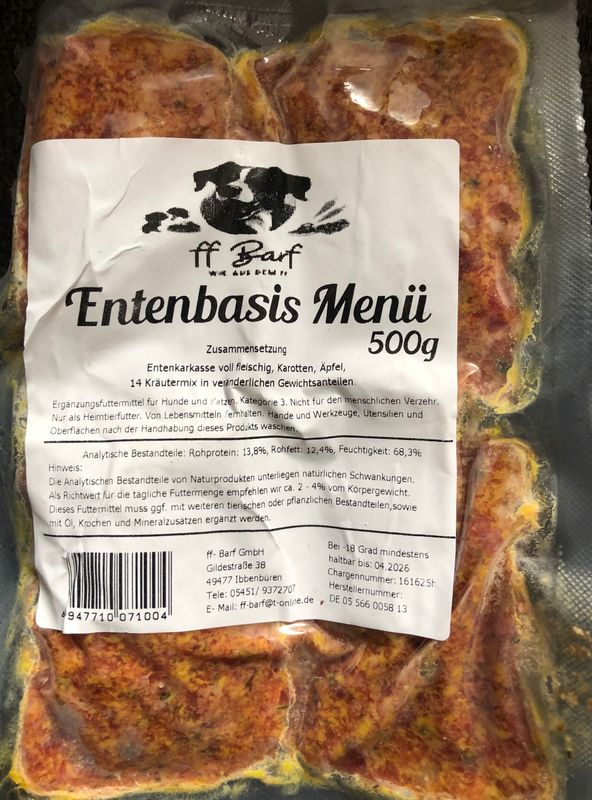 ff Barf
WIE AUS DEM
Entenbasis Menü
500g
Zusammensetzung
Entenkarkasse voll fleischig, Karotten, Äpfel,
14 Kräutermix in veränderlichen Gewichtsanteilen
Ergänzungsfuttermittel für Hunde und Katzen. Kategorie 3. Nicht für den menschlichen Verzehr.
Nur als Heimtierfutter. Von Lebensmitteln fernhalten. Hände und Werkzeuge, Utensilien und
Oberflächen nach der Handhabung dieses Produkts waschen.
Analytische Bestandteile: Rohprotein: 13,8%, Rohfett: 12,4%, Feuchtigkeit: 68,3%
Hinweis:
Die Analytischen Bestandteile von Naturprodukten unterliegen natürlichen Schwankungen.
Als Richtwert für die tägliche Futtermenge empfehlen wir ca. 2 - 4% vom Körpergewicht.
Dieses Futtermittel muss ggf. mit weiteren tierischen oder pflanzlichen Bestandteilen,sowie
mit Öl, Knochen und Mineralzusätzen ergänzt werden.
ff- Barf GmbH
Gildestraße 38
49477 Ibbenbüren
Tele: 05451/ 9372707
E- Mail: ff-barf@t-online.de
Bei -18 Grad mindestens
haltbar bis: 04.2026
Chargennummer: 161625h
Herstellernummer:
DE 05 566 0058 13
4 947710 071004